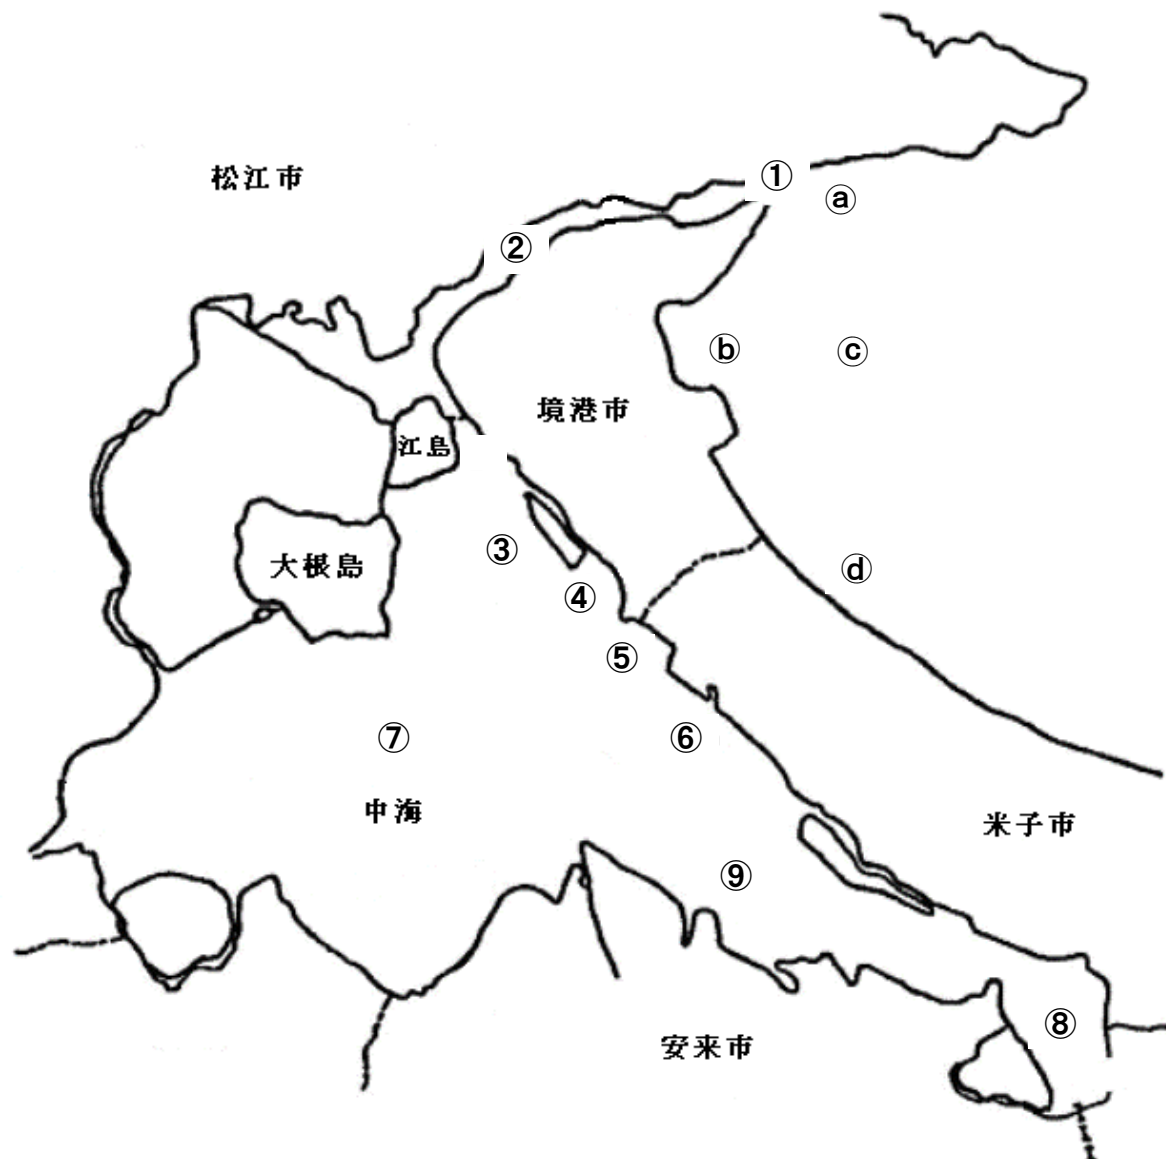 松江市
①
ⓐ
②
ⓑ
ⓒ
境港市
江島
③
大根島
ⓓ
④
⑤
⑥
⑦
中海
米子市
⑨
⑧
安来市